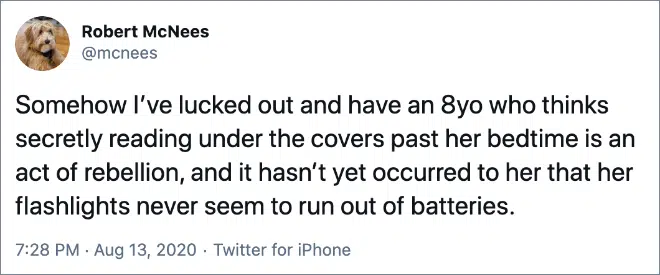 Robert McNees
@mcnees
Somehow I’ve lucked out and have an 8yo who thinks
secretly reading under the covers past her bedtime is an
act of rebellion, and it hasn’t yet occurred to her that her
flashlights never seem to run out of batteries.
7:28 PM · Aug 13, 2020 · Twitter for iPhone